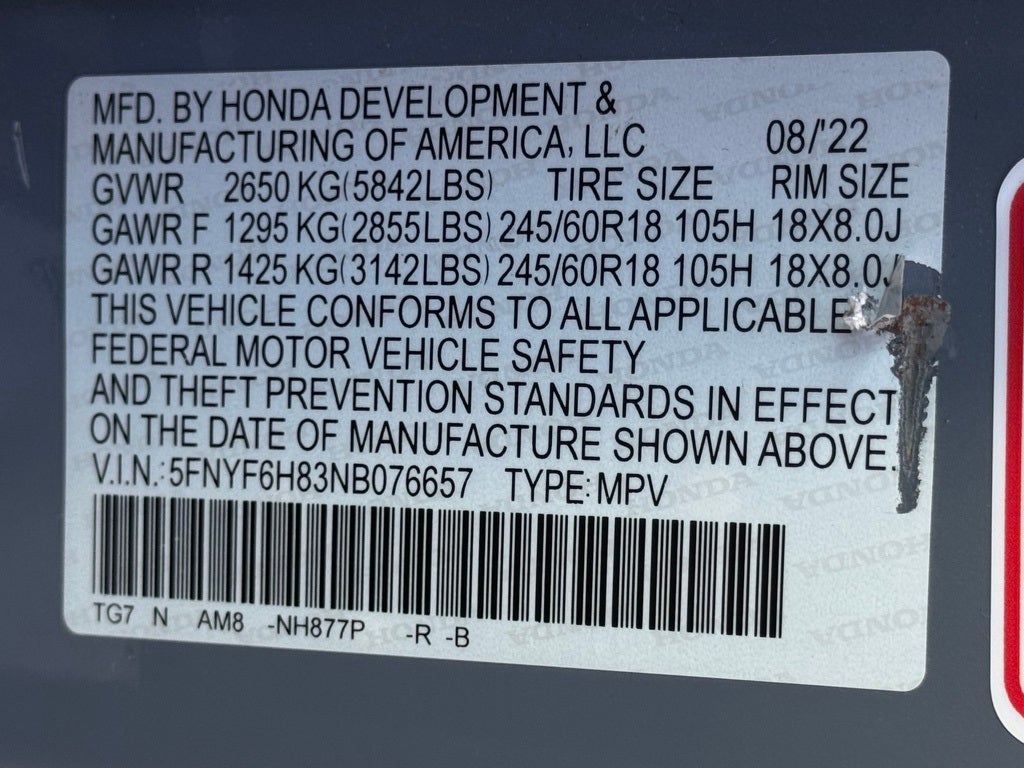 MFD. BY HONDA DEVELOPMENT &
MANUFACTURING OF AMERICA, LLC 08/'22
GVWR 2650 KG(5842LBS) TIRE SIZE RIM SIZE
GAWR F 1295 KG(2855LBS) 245/60R18 105H 18X8.0J
GAWR R 1425 KG(3142LBS) 245/60R18 105H 18X8.0J
THIS VEHICLE CONFORMS TO ALL APPLICABLE
FEDERAL MOTOR VEHICLE SAFETY
AND THEFT PREVENTION STANDARDS IN EFFECT
ON THE DATE OF MANUFACTURE SHOWN ABOVE.
V.I.N.: 5FNYF6H83NB076657 TYPE: MPV
TG7 N AM8 -NH877P -R -B